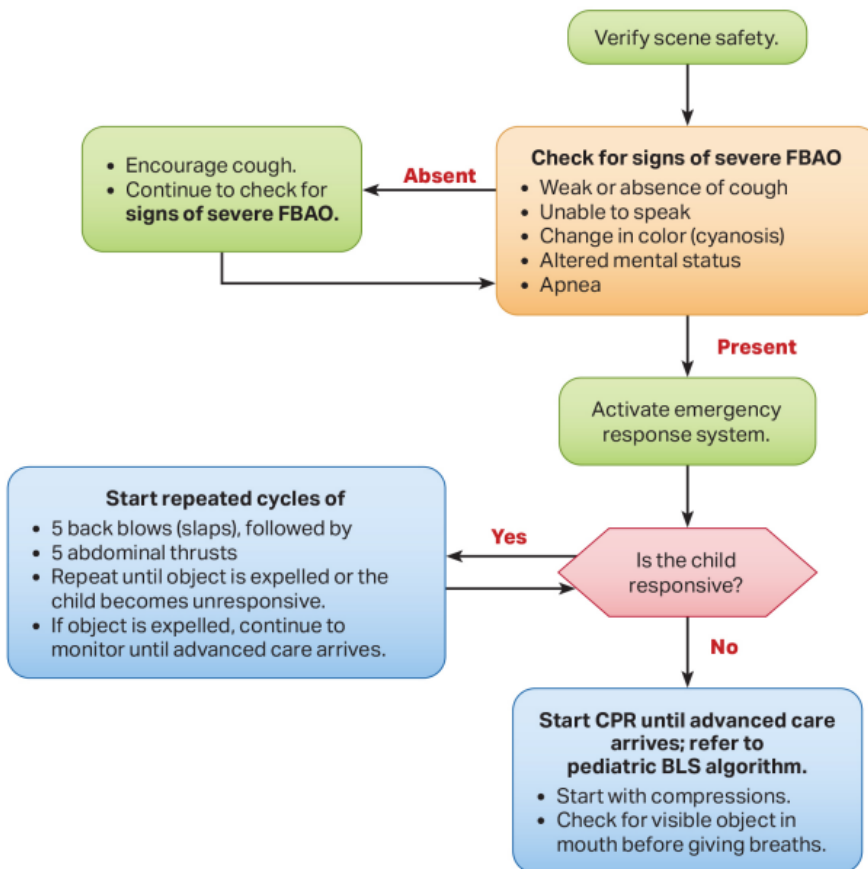 Verify scene safety.
• Encourage cough.
• Continue to check for
signs of severe FBAO.
Absent
Check for signs of severe FBAO
• Weak or absence of cough
• Unable to speak
• Change in color (cyanosis)
• Altered mental status
• Apnea
Present
Activate emergency
response system.
Start repeated cycles of
• 5 back blows (slaps), followed by
• 5 abdominal thrusts
• Repeat until object is expelled or the
child becomes unresponsive.
• If object is expelled, continue to
monitor until advanced care arrives.
Yes
Is the child
responsive?
No
Start CPR until advanced care
arrives; refer to
pediatric BLS algorithm.
• Start with compressions.
• Check for visible object in
mouth before giving breaths.